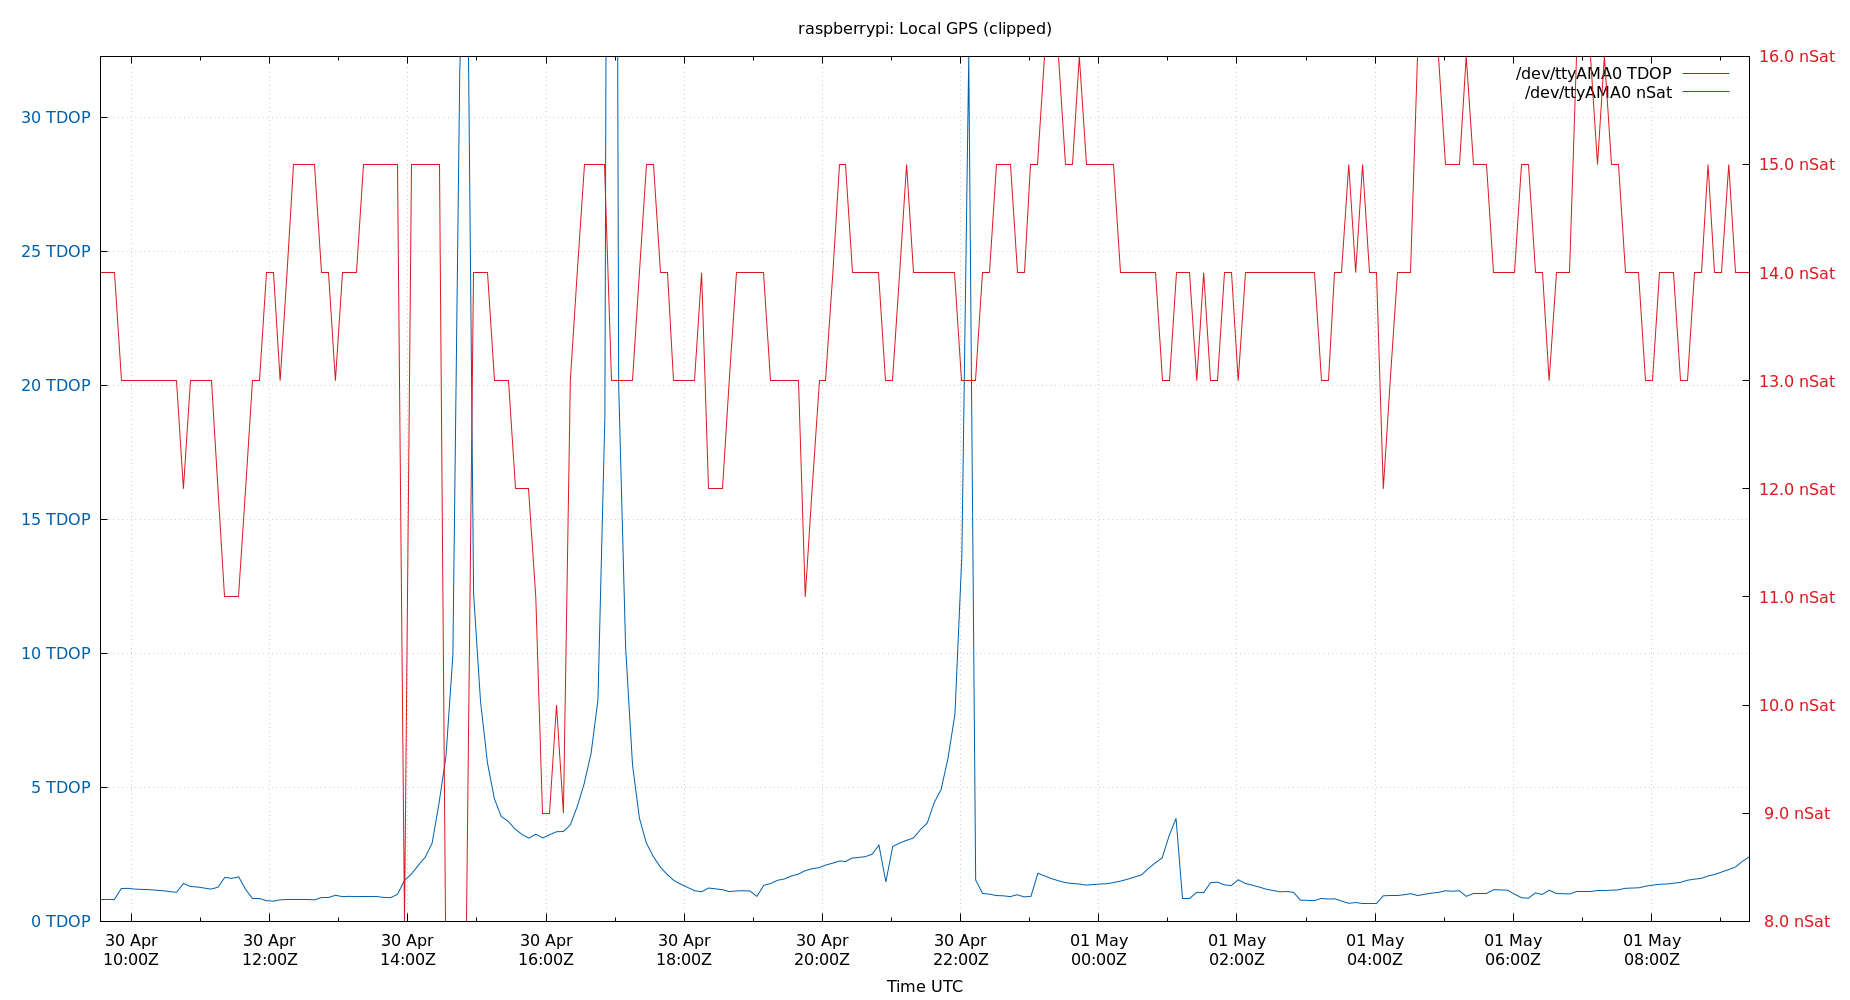 raspberrypi: Local GPS (clipped)
/dev/ttyAMA0 TDOP
/dev/ttyAMA0 nSat
30 TDOP
25 TDOP
20 TDOP
15 TDOP
10 TDOP
5 TDOP
0 TDOP
16.0 nSat
15.0 nSat
14.0 nSat
13.0 nSat
12.0 nSat
11.0 nSat
10.0 nSat
9.0 nSat
8.0 nSat
30 Apr
10:00Z
30 Apr
12:00Z
30 Apr
14:00Z
30 Apr
16:00Z
30 Apr
18:00Z
30 Apr
20:00Z
30 Apr
22:00Z
01 May
00:00Z
01 May
02:00Z
01 May
04:00Z
01 May
06:00Z
01 May
08:00Z
Time UTC